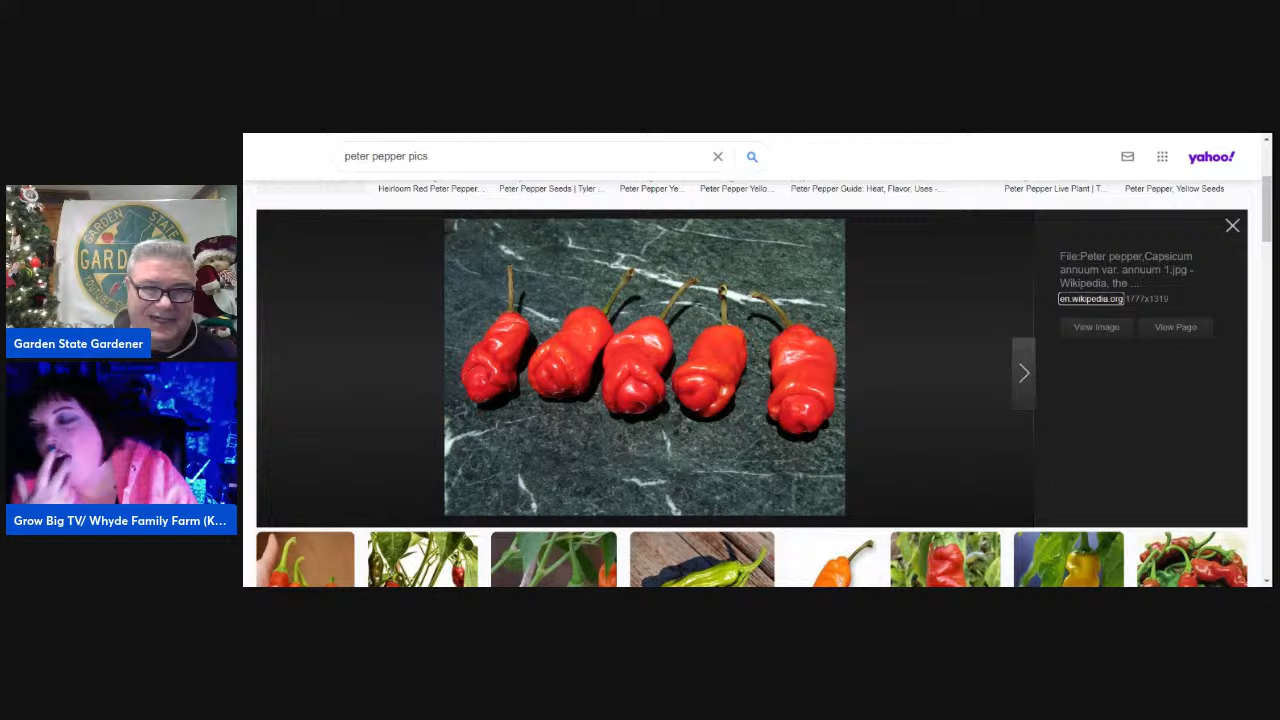 peter pepper pics
yahoo!
Heirloom Red Peter Pepper...
Peter Pepper Seeds | Tyler ...
Peter Pepper Ye...
Peter Pepper Yello...
Peter Pepper Guide: Heat, Flavor, Uses -...
Peter Pepper Live Plant | T...
Peter Pepper, Yellow Seeds
File:Peter pepper,Capsicum
annuum var. annuum 1.jpg -
Wikipedia, the ....
en.wikipedia.org 1777x1319
View Image
View Page
GARDEN STATE
GARD
Garden State Gardener
Grow Big TV/ Whyde Family Farm (K...